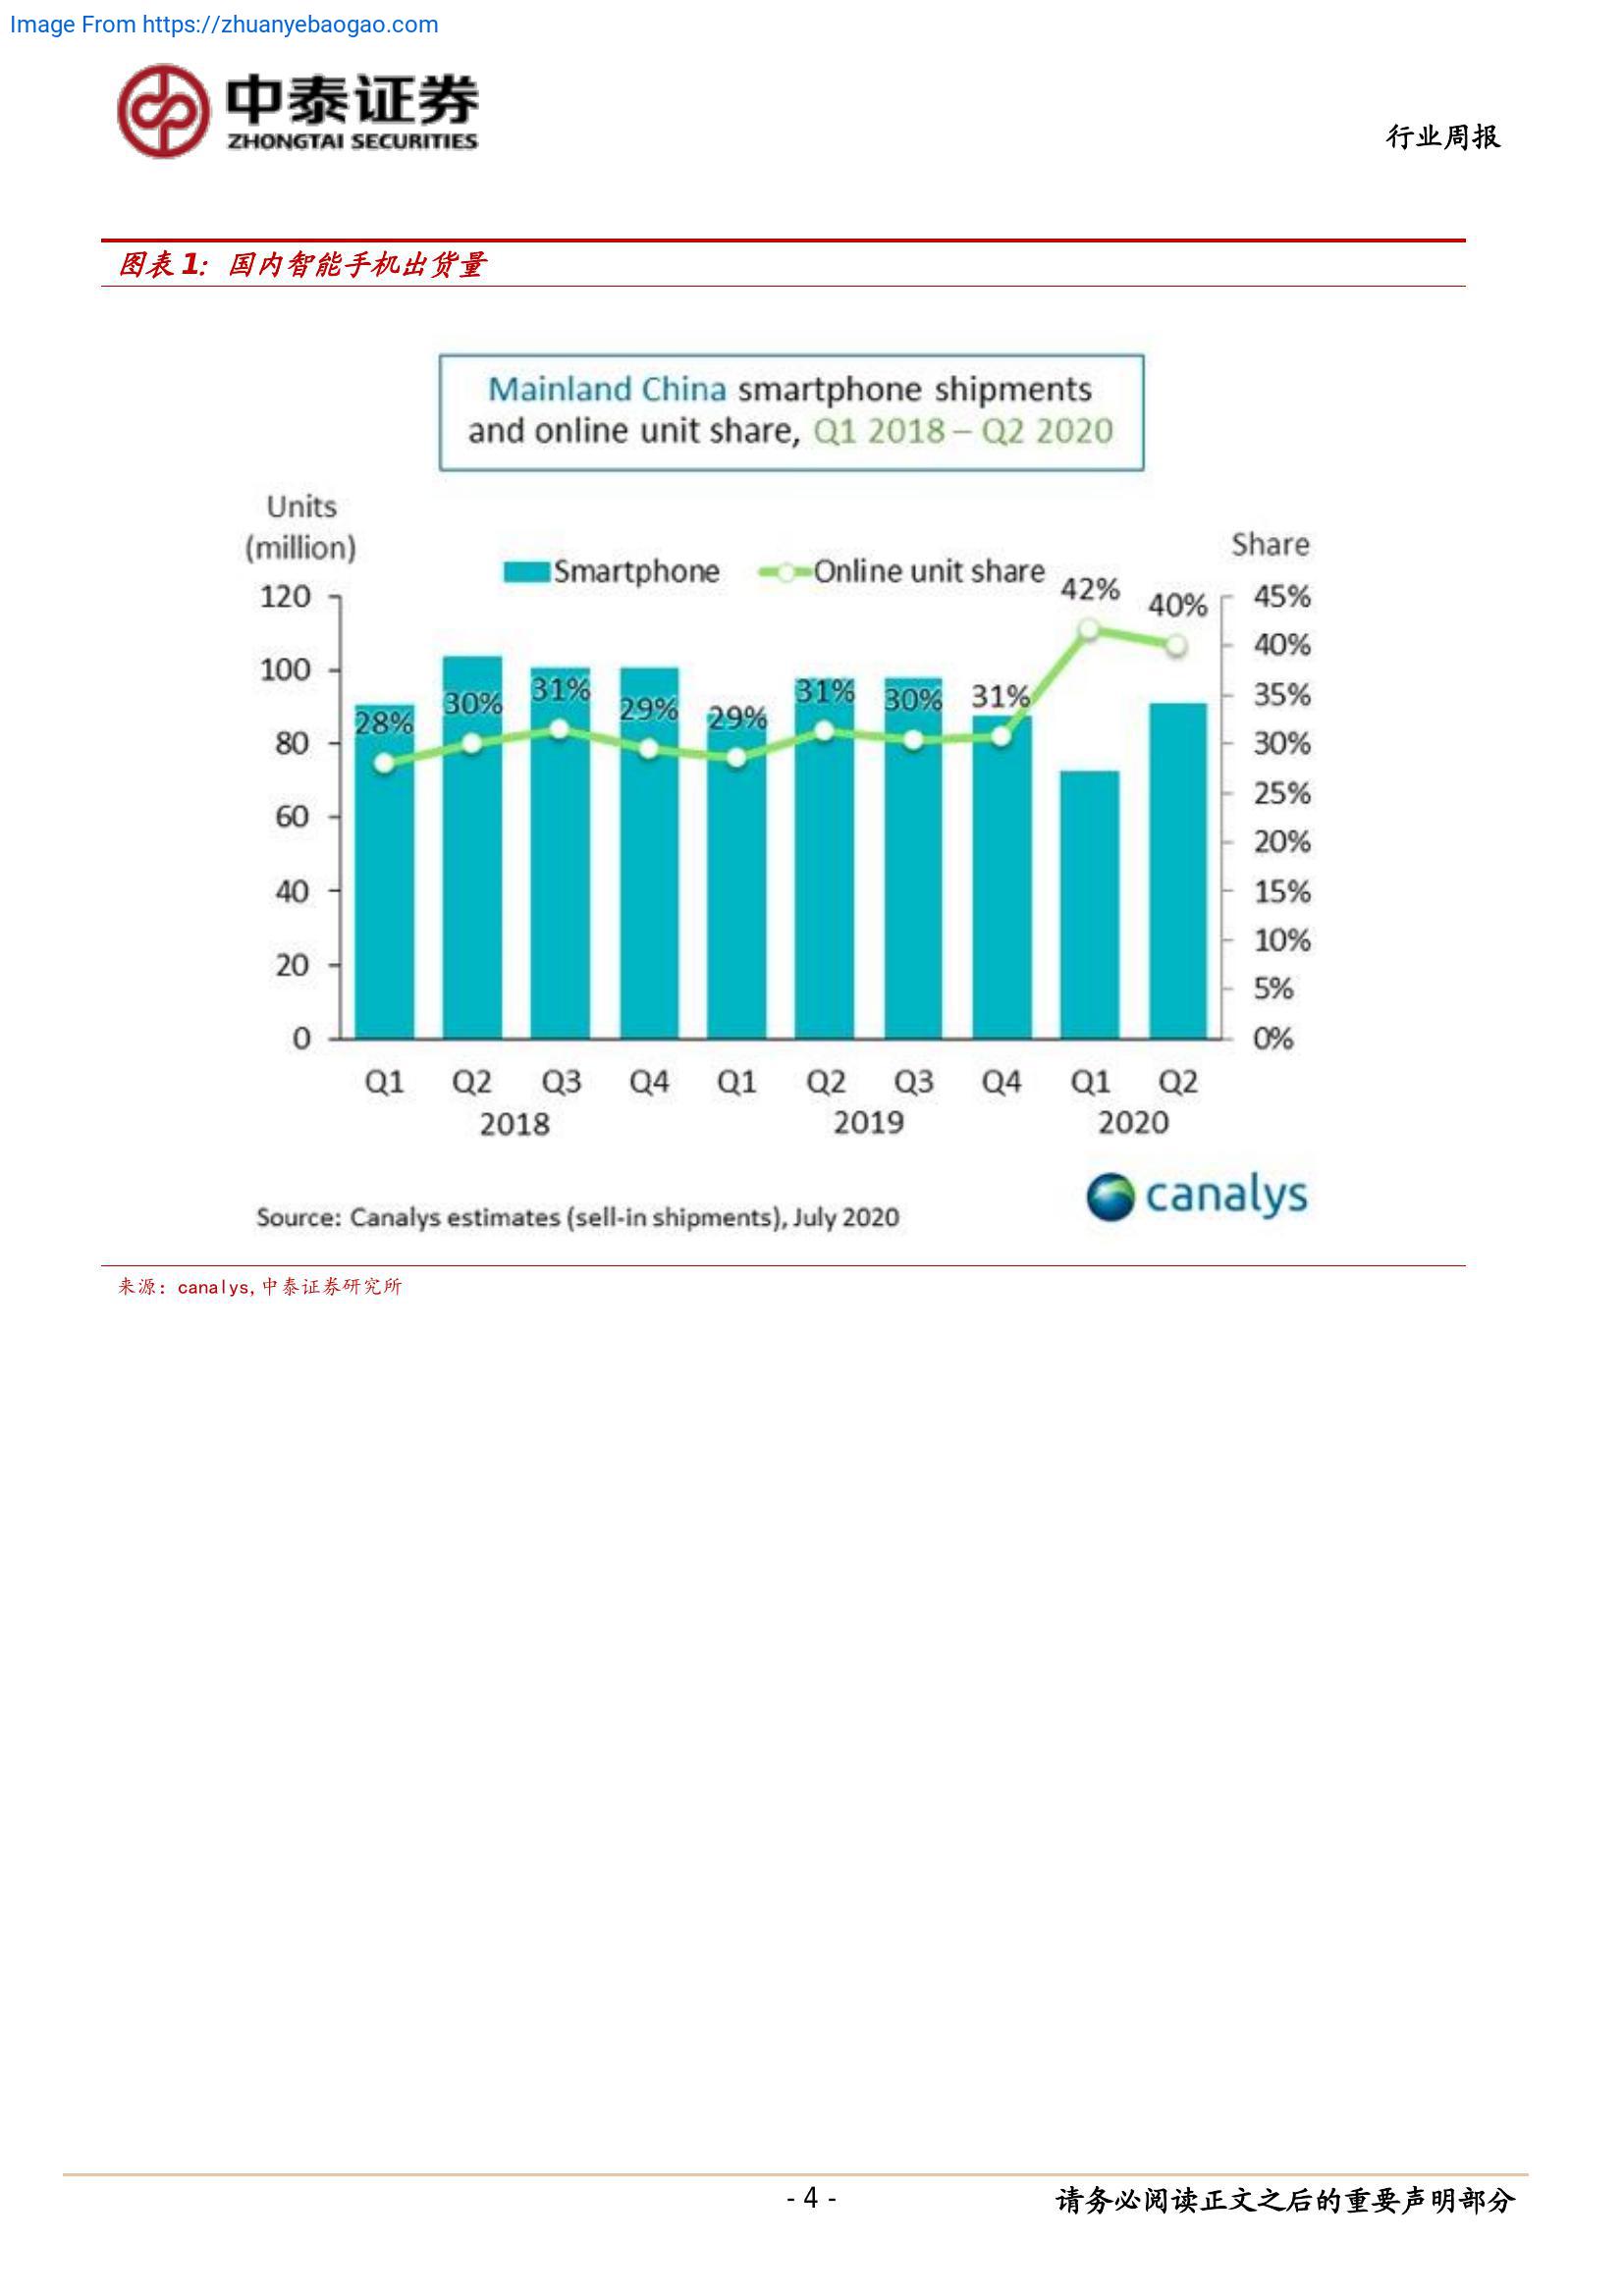 Image From https://zhuanyebaogao.com
中泰证券
ZHONGTAI SECURITIES
行业周报
图表 1：国内智能手机出货量
Mainland China smartphone shipments
and online unit share, Q1 2018 – Q2 2020
Units
(million)
Share
Smartphone
Online unit share
120
100
80
60
40
20
0
28%
30%
31%
29%
29%
31%
30%
31%
42%
40%
45%
40%
35%
30%
25%
20%
15%
10%
5%
0%
Q1 Q2 Q3 Q4 Q1 Q2 Q3 Q4 Q1 Q2
2018 2019 2020
canalys
Source: Canalys estimates (sell-in shipments), July 2020
来源：canalys,中泰证券研究所
- 4 -
请务必阅读正文之后的重要声明部分